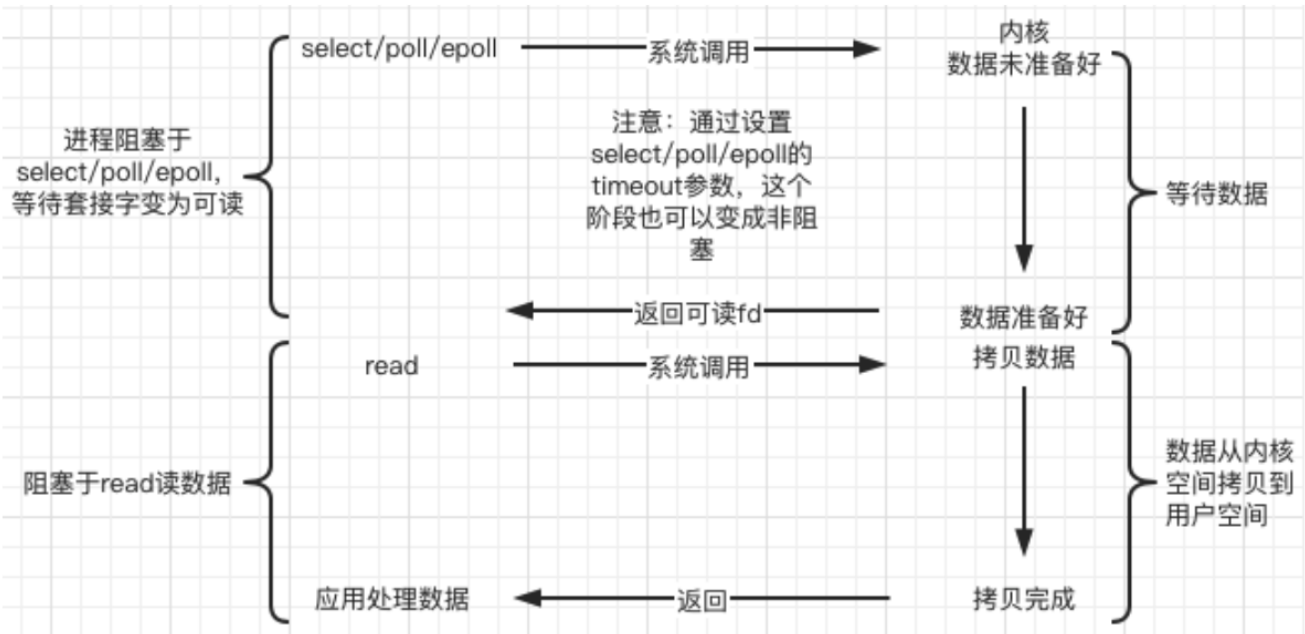 select/poll/epoll
系统调用
内核
数据未准备好
进程阻塞于
select/poll/epoll,
等待套接字变为可读
注意：通过设置
select/poll/epoll的
timeout参数，这个
阶段也可以变成非阻
塞
等待数据
返回可读fd
数据准备好
read
系统调用
拷贝数据
阻塞于read读数据
数据从内核
空间拷贝到
用户空间
应用处理数据
返回
拷贝完成